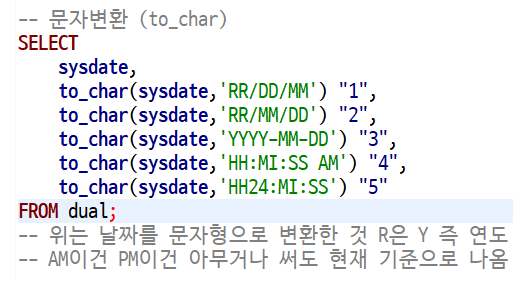 -- 문자변환 (to_char)
SELECT
    sysdate,
    to_char(sysdate,'RR/DD/MM') "1",
    to_char(sysdate,'RR/MM/DD') "2",
    to_char(sysdate,'YYYY-MM-DD') "3",
    to_char(sysdate,'HH:MI:SS AM') "4",
    to_char(sysdate,'HH24:MI:SS') "5"
FROM dual;
-- 위는 날짜를 문자형으로 변환한 것 R은 Y 즉 연도
-- AM이건 PM이건 아무거나 써도 현재 기준으로 나옴